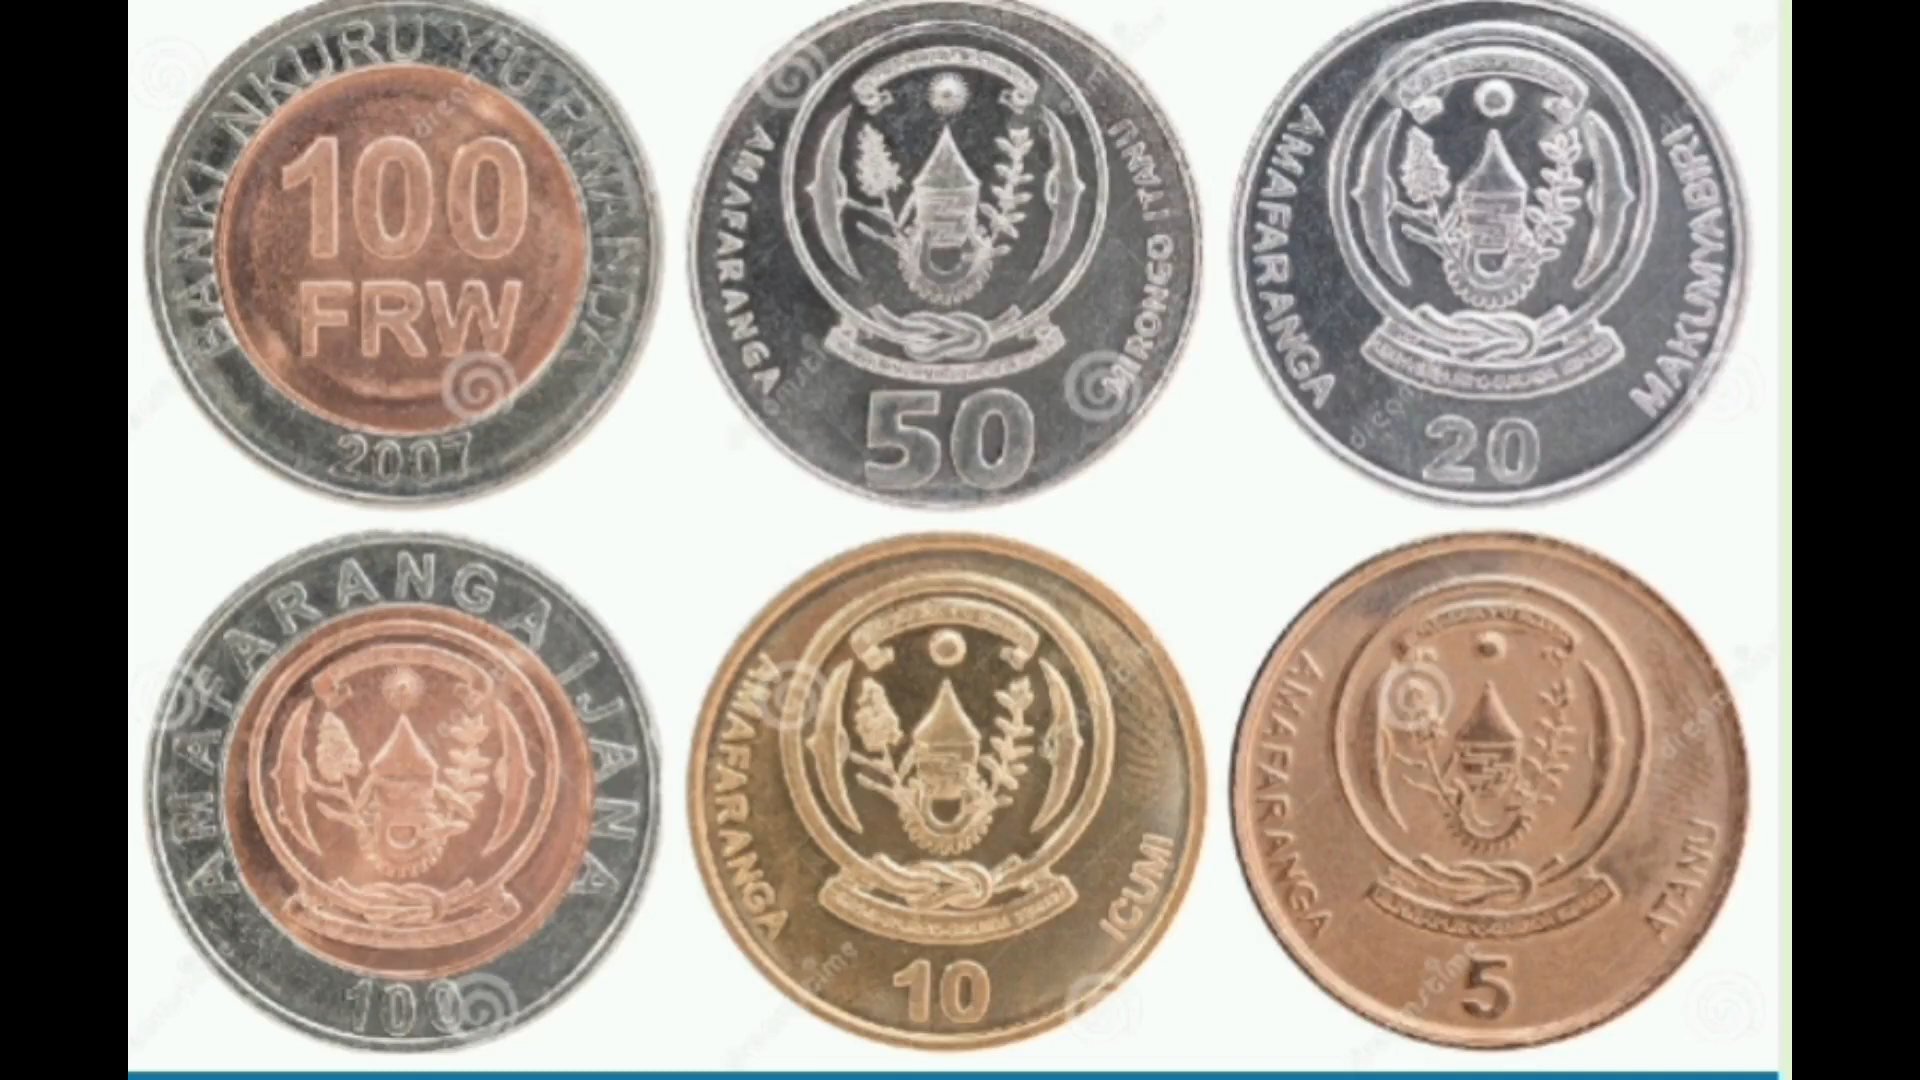 BANKI NKURU Y'U RWANDA
100
FRW
2007
AMAFARANGA MIRONGO ITANU
50
AMAFARANGA MAKUMYABIRI
20
AMAFARANGA IJANA
100
AMAFARANGA ICUMI
10
AMAFARANGA ATANU
5
dreamstime